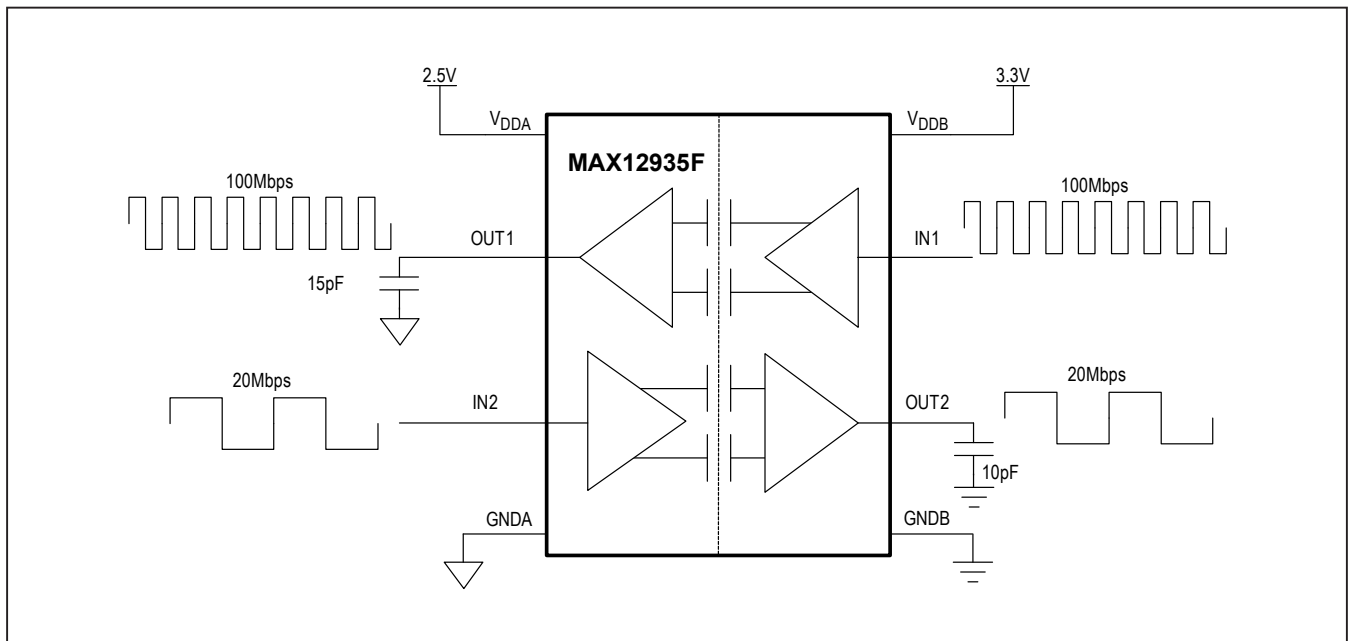 2.5V
3.3V
VDDA
VDDB
MAX12935F
100Mbps
100Mbps
OUT1
IN1
15pF
20Mbps
20Mbps
IN2
OUT2
10pF
GNDA
GNDB